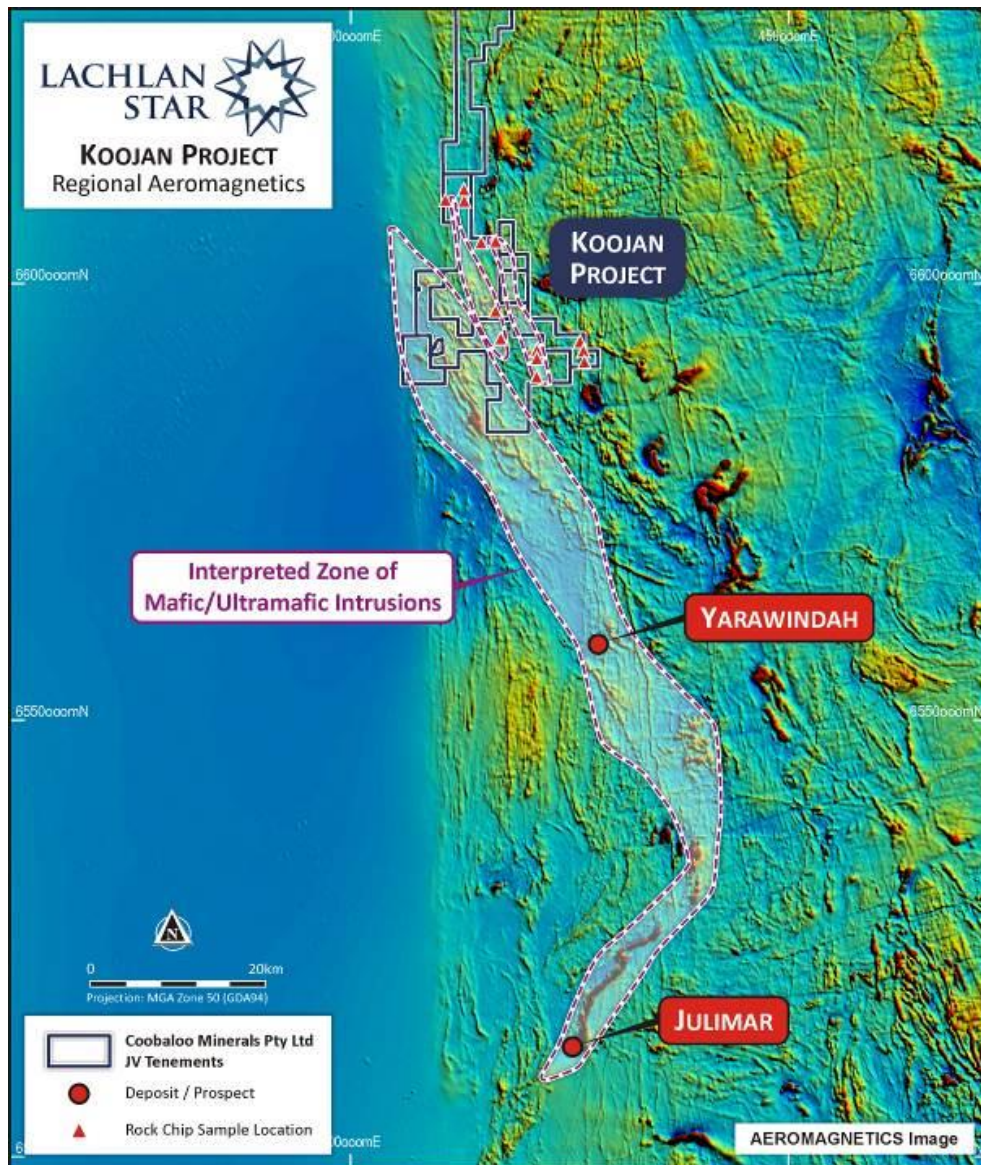 LACHLAN
STAR
KOOJAN PROJECT
Regional Aeromagnetics
450000mE
6600000mN
6600000mN
KOOJAN
PROJECT
Interpreted Zone of
Mafic/Ultramafic Intrusions
YARAWINDAH
6550000mN
6550000mN
JULIMAR
N
0 20km
Projection: MGA Zone 50 (GDA94)
Coobaloo Minerals Pty Ltd
JV Tenements
Deposit / Prospect
Rock Chip Sample Location
AEROMAGNETICS Image